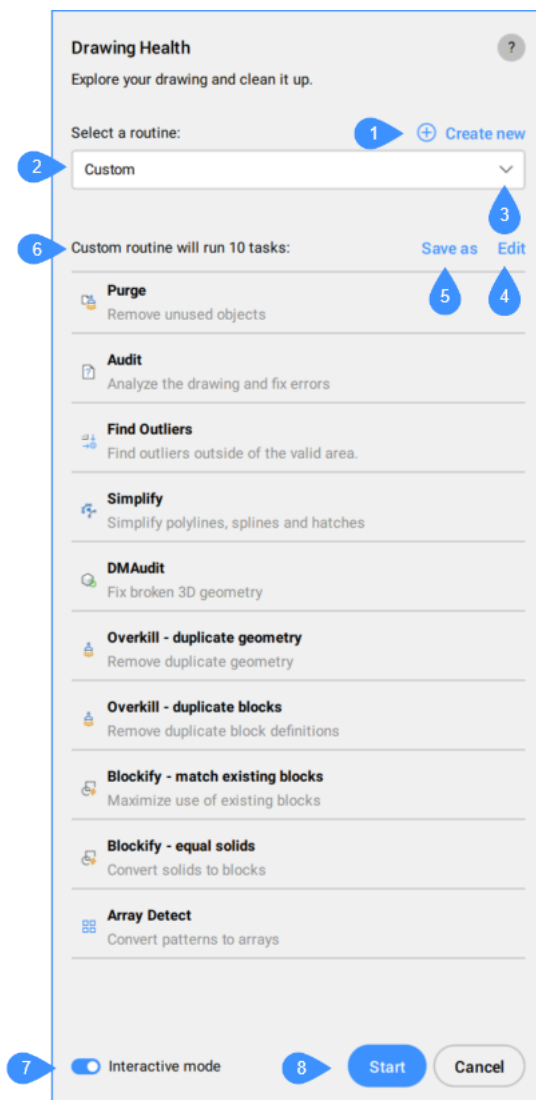 Drawing Health
?
Explore your drawing and clean it up.
Select a routine:
1
Create new
2
Custom
3
6
Custom routine will run 10 tasks:
Save as
Edit
5
4
Purge
Remove unused objects
Audit
Analyze the drawing and fix errors
Find Outliers
Find outliers outside of the valid area.
Simplify
Simplify polylines, splines and hatches
DMAudit
Fix broken 3D geometry
Overkill - duplicate geometry
Remove duplicate geometry
Overkill - duplicate blocks
Remove duplicate block definitions
Blockify - match existing blocks
Maximize use of existing blocks
Blockify - equal solids
Convert solids to blocks
Array Detect
Convert patterns to arrays
7
Interactive mode
8
Start
Cancel